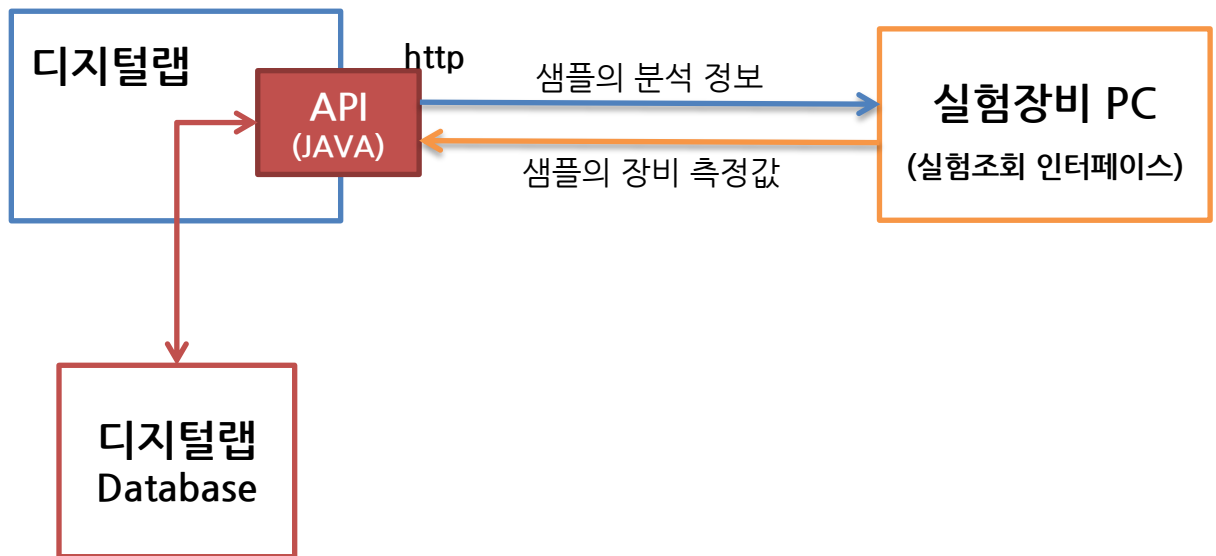 디지털랩
http
API
(JAVA)
샘플의 분석 정보
샘플의 장비 측정값
실험장비 PC
(실험조회 인터페이스)
디지털랩
Database